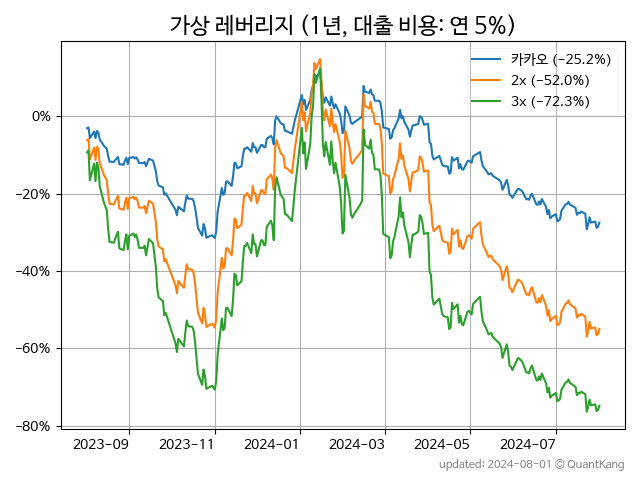 가상 레버리지 (1년, 대출 비용: 연 5%)
카카오 (−25.2%)
2x (−52.0%)
3x (−72.3%)
0%
−20%
−40%
−60%
−80%
2023-09 2023-11 2024-01 2024-03 2024-05 2024-07
updated: 2024-08-01 © QuantKang